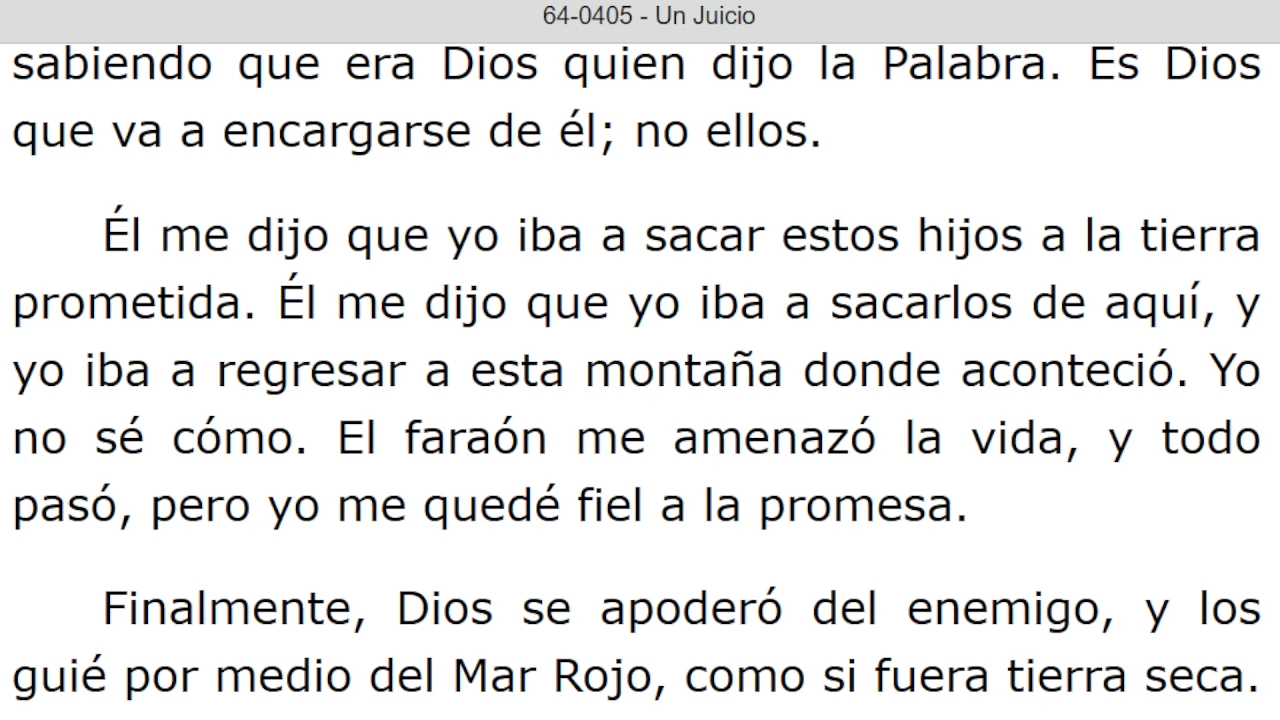 64-0405 - Un Juicio
sabiendo que era Dios quien dijo la Palabra. Es Dios
que va a encargarse de él; no ellos.
Él me dijo que yo iba a sacar estos hijos a la tierra
prometida. Él me dijo que yo iba a sacarlos de aquí, y
yo iba a regresar a esta montaña donde aconteció. Yo
no sé cómo. El faraón me amenazó la vida, y todo
pasó, pero yo me quedé fiel a la promesa.
Finalmente, Dios se apoderó del enemigo, y los
guié por medio del Mar Rojo, como si fuera tierra seca.